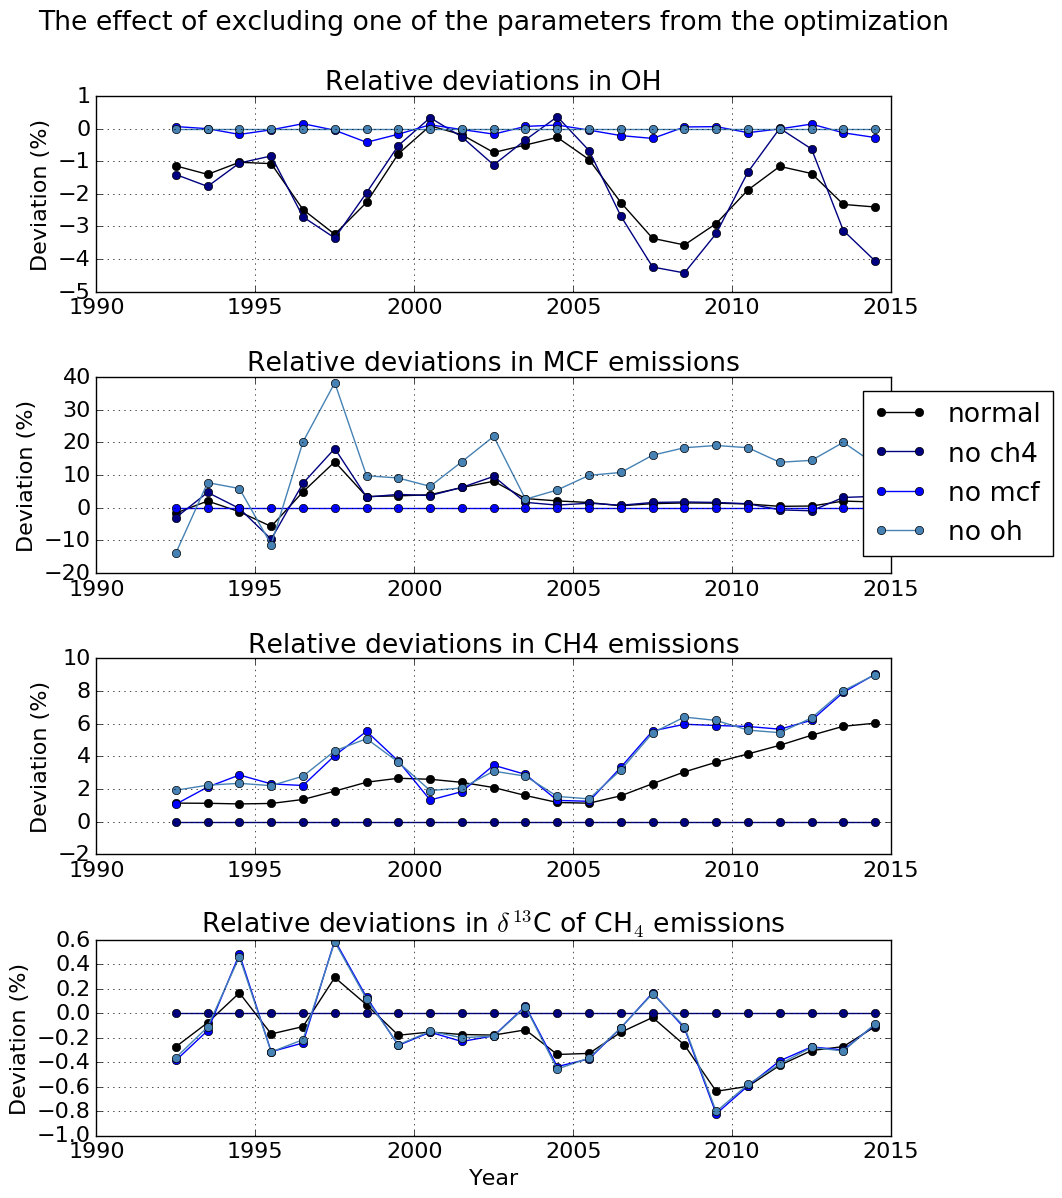 The effect of excluding one of the parameters from the optimization
Relative deviations in OH
Deviation (%)
1
0
−1
−2
−3
−4
−5
1990 1995 2000 2005 2010 2015
Relative deviations in MCF emissions
Deviation (%)
40
30
20
10
0
−10
−20
1990 1995 2000 2005 2010 2015
normal
no ch4
no mcf
no oh
Relative deviations in CH4 emissions
Deviation (%)
10
8
6
4
2
0
−2
1990 1995 2000 2005 2010 2015
Relative deviations in δ¹³C of CH₄ emissions
Deviation (%)
0.6
0.4
0.2
0.0
−0.2
−0.4
−0.6
−0.8
−1.0
1990 1995 2000 2005 2010 2015
Year